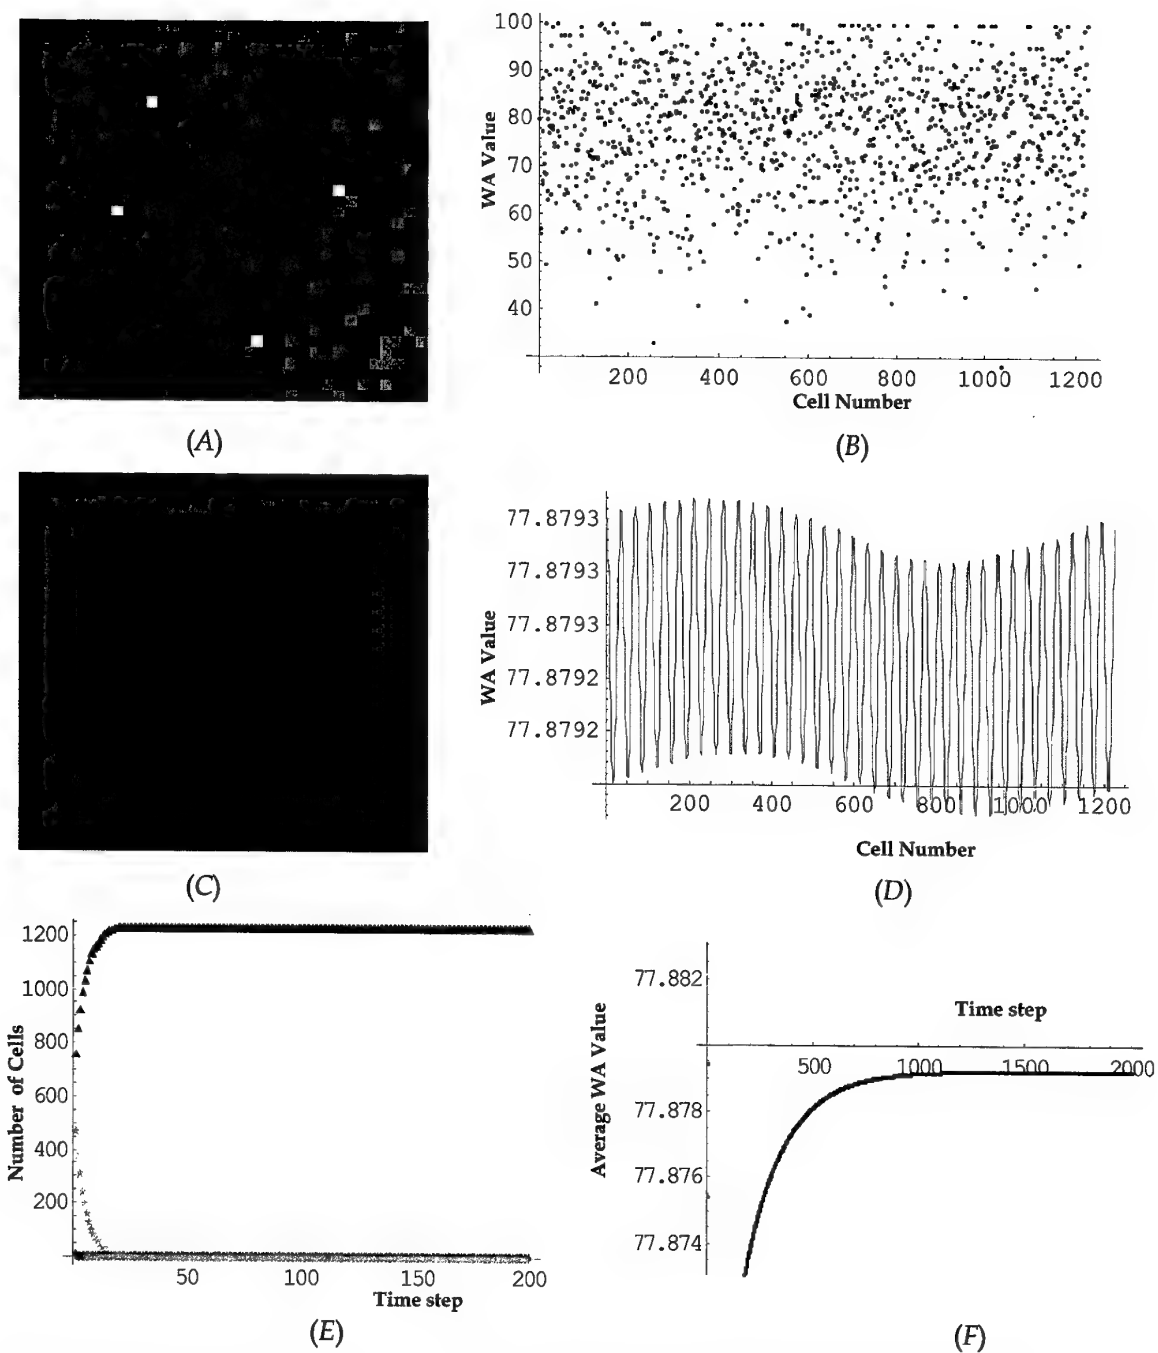 100
90
80
70
60
50
40
WA Value
200 400 600 800 1000 1200
Cell Number
(A)
(B)
77.8793
77.8793
77.8793
77.8792
77.8792
WA Value
200 400 600 800 1000 1200
Cell Number
(C)
(D)
1200
1000
800
600
400
200
Number of Cells
50 100 150 200
Time step
(E)
77.882
77.878
77.876
77.874
Average WA Value
Time step
500 1000 1500 2000
(F)